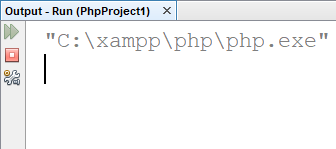 Output - Run (PhpProject1)
"C:\xampp\php\php.exe"